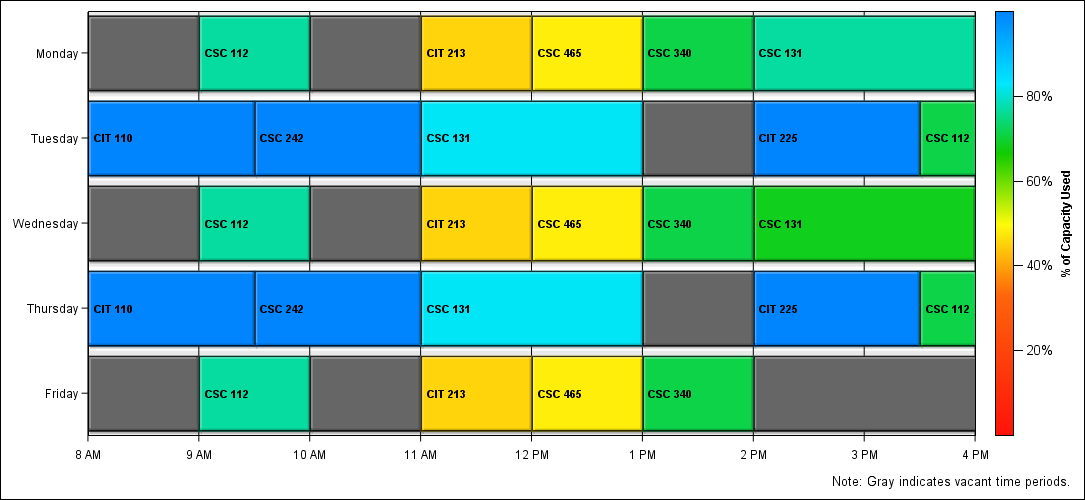 Monday CSC 112 CIT 213 CSC 465 CSC 340 CSC 131
80%
Tuesday CIT 110 CSC 242 CSC 131 CIT 225 CSC 112
60%
Wednesday CSC 112 CIT 213 CSC 465 CSC 340 CSC 131
% of Capacity Used
40%
Thursday CIT 110 CSC 242 CSC 131 CIT 225 CSC 112
20%
Friday CSC 112 CIT 213 CSC 465 CSC 340
8 AM 9 AM 10 AM 11 AM 12 PM 1 PM 2 PM 3 PM 4 PM
Note: Gray indicates vacant time periods.